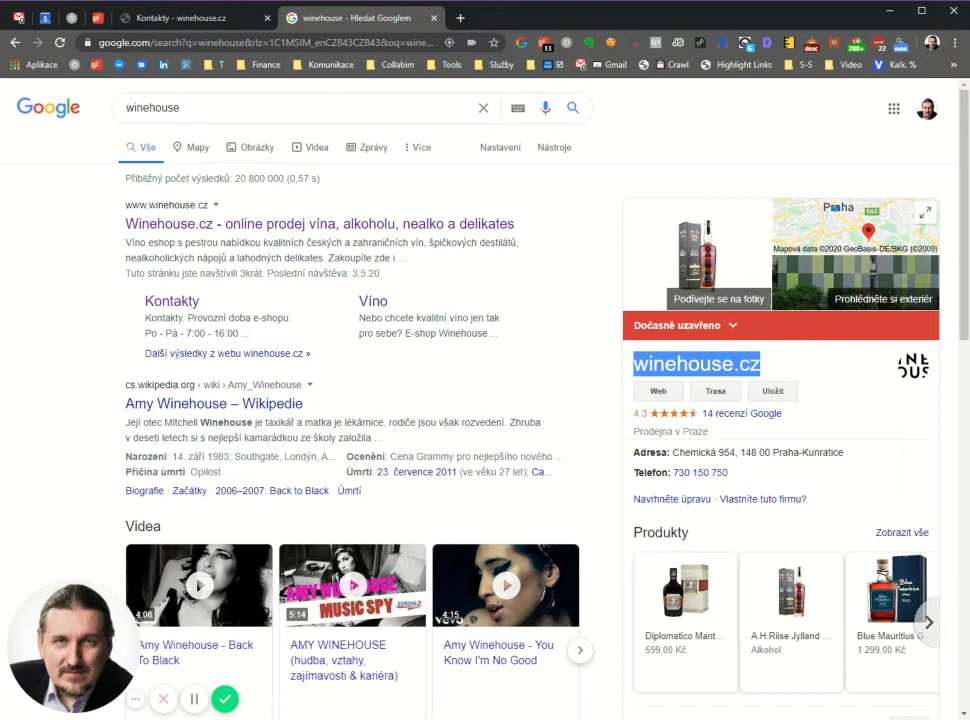 Kontakty - winehouse.cz
winehouse - Hledat Googlem
google.com/search?q=winehouse&rlz=1C1MSIM_enCZ843CZ843&oq=wine...
13
desc
200+
22
new
Aplikace
T
Finance
Komunikace
Collabim
Tools
Služby
Gmail
Crawl
Highlight Links
S-S
Video
Kalk. %
»
Google
winehouse
Vše
Mapy
Obrázky
Videa
Zprávy
Více
Nastavení
Nástroje
Přibližný počet výsledků: 20 800 000 (0,57 s)
www.winehouse.cz
Winehouse.cz - online prodej vína, alkoholu, nealko a delikates
Víno eshop s pestrou nabídkou kvalitních českých a zahraničních vín, špičkových destilátů,
nealkoholických nápojů a lahodných delikates. Zakoupíte zde i ...
Tuto stránku jste navštívili 3krát. Poslední návštěva: 3.5.20
Kontakty
Kontakty. Provozní doba e-shopu:
Po - Pá - 7:00 - 16:00 ...
Víno
Nebo chcete kvalitní víno jen tak
pro sebe? E-shop Winehouse ...
Další výsledky z webu winehouse.cz »
cs.wikipedia.org › wiki › Amy_Winehouse
Amy Winehouse – Wikipedie
Její otec Mitchell Winehouse je taxikář a matka je lékárnice, rodiče jsou však rozvedení. Zhruba
v deseti letech si s nejlepší kamarádkou ze školy založila ...
Narození: 14. září 1983; Southgate, Londýn, A...
Ocenění: Cena Grammy pro nejlepšího nového ...
Příčina úmrtí: Opilost
Úmrtí: 23. července 2011 (ve věku 27 let); Ca...
Biografie · Začátky · 2006–2007: Back to Black · Úmrtí
Videa
4:08
Amy Winehouse - Back
To Black
AMY WINEHOUSE
MUSIC SPY
EUROPA 2
5:14
AMY WINEHOUSE
(hudba, vztahy,
zajímavosti & kariéra)
4:15
vevo
Amy Winehouse - You
Know I'm No Good
Praha
E65
Mapová data ©2020 GeoBasis-DE/BKG (©2009)
Podívejte se na fotky
Prohlédněte si exteriér
Dočasně uzavřeno
winehouse.cz
INE
OUS
Web
Trasa
Uložit
4,3
14 recenzí Google
Prodejna v Praze
Adresa: Chemická 954, 148 00 Praha-Kunratice
Telefon: 730 150 750
Navrhněte úpravu · Vlastníte tuto firmu?
Produkty
Zobrazit vše
Diplomatico Mant...
599,00 Kč
A.H.Riise Jylland ...
Alkohol
Blue Mauritius G
1 299,00 Kč